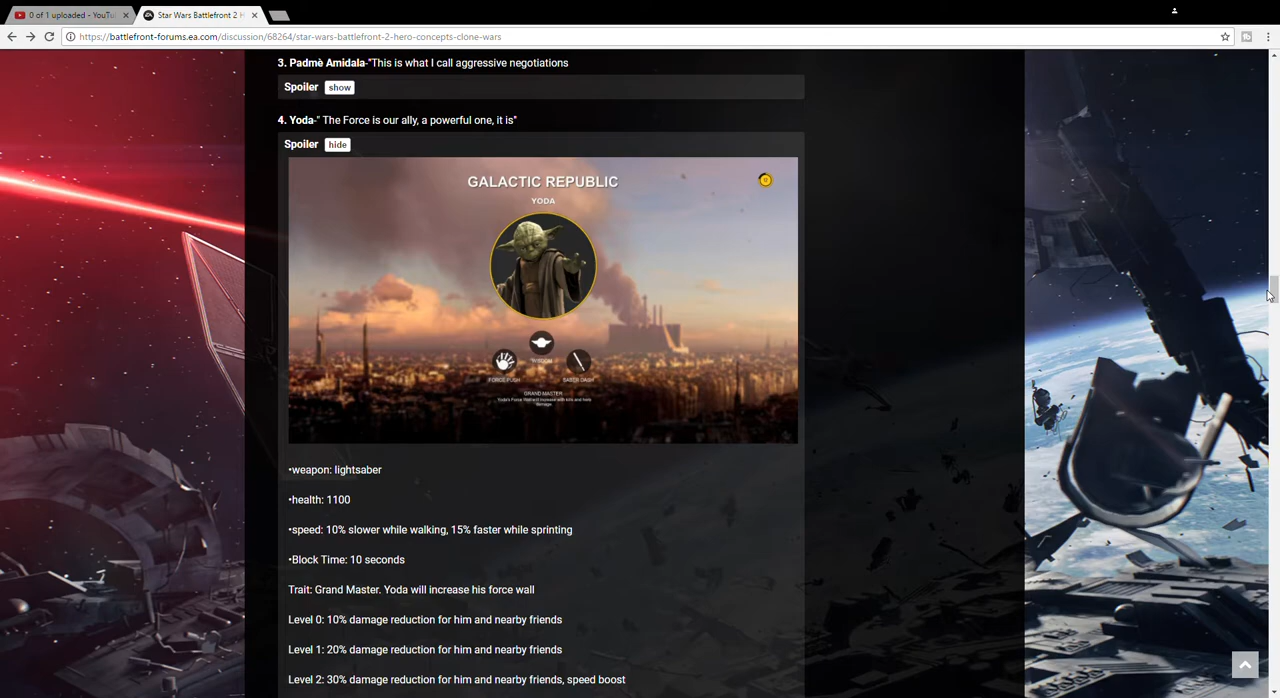 0 of 1 uploaded - YouTu
Star Wars Battlefront 2 H
https://battlefront-forums.ea.com/discussion/68264/star-wars-battlefront-2-hero-concepts-clone-wars
3. Padmè Amidala-"This is what I call aggressive negotiations
Spoiler show
4. Yoda-" The Force is our ally, a powerful one, it is"
Spoiler hide
GALACTIC REPUBLIC
YODA
WISDOM
FORCE PUSH
SABER DASH
GRAND MASTER
•weapon: lightsaber
•health: 1100
•speed: 10% slower while walking, 15% faster while sprinting
•Block Time: 10 seconds
Trait: Grand Master. Yoda will increase his force wall
Level 0: 10% damage reduction for him and nearby friends
Level 1: 20% damage reduction for him and nearby friends
Level 2: 30% damage reduction for him and nearby friends, speed boost